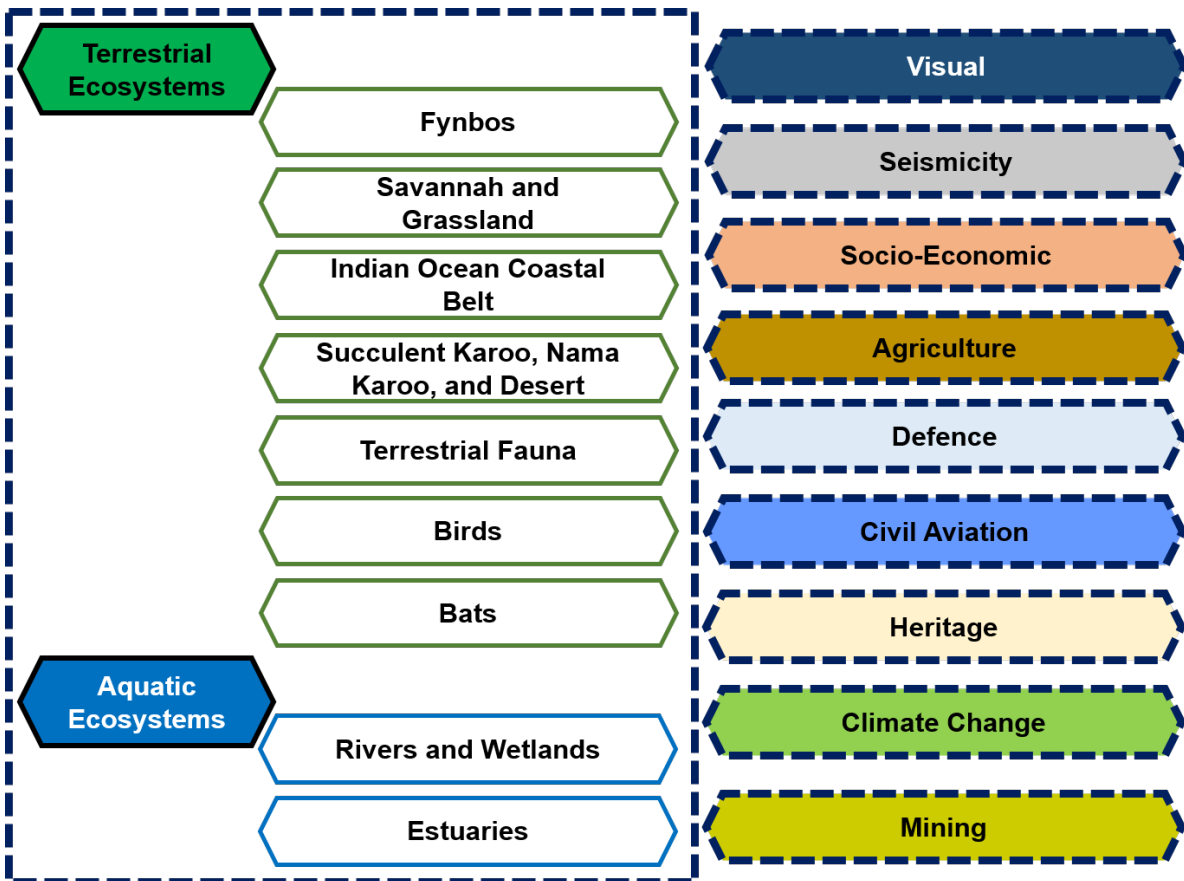 Terrestrial
Ecosystems
Fynbos
Savannah and
Grassland
Indian Ocean Coastal
Belt
Succulent Karoo, Nama
Karoo, and Desert
Terrestrial Fauna
Birds
Bats
Aquatic
Ecosystems
Rivers and Wetlands
Estuaries
Visual
Seismicity
Socio-Economic
Agriculture
Defence
Civil Aviation
Heritage
Climate Change
Mining